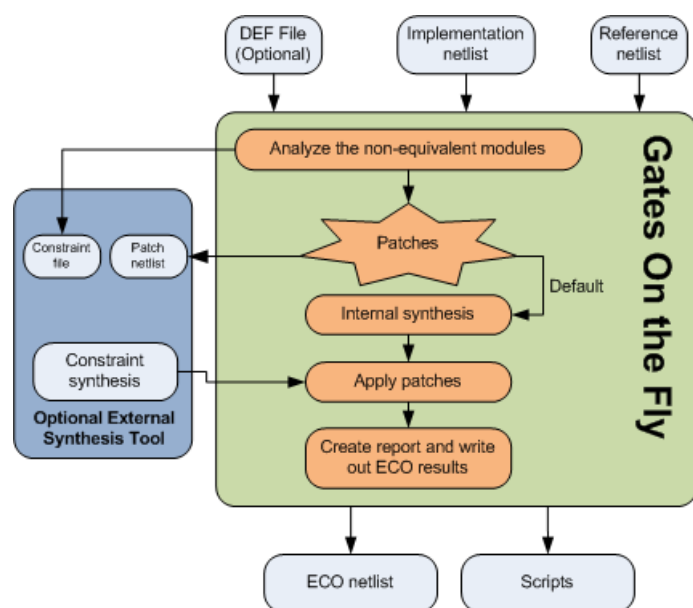 DEF File
(Optional)
Implementation
netlist
Reference
netlist
Analyze the non-equivalent modules
Gates On the Fly
Patches
Constraint
file
Patch
netlist
Default
Internal synthesis
Constraint
synthesis
Apply patches
Optional External
Synthesis Tool
Create report and write
out ECO results
ECO netlist
Scripts